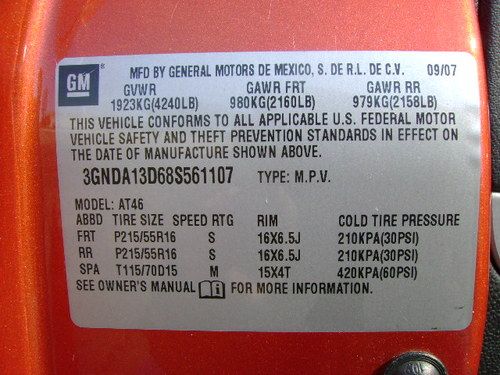 GM ® MFD BY GENERAL MOTORS DE MEXICO, S. DE R.L. DE C.V. 09/07
GVWR GAWR FRT GAWR RR
1923KG(4240LB) 980KG(2160LB) 979KG(2158LB)
THIS VEHICLE CONFORMS TO ALL APPLICABLE U.S. FEDERAL MOTOR
VEHICLE SAFETY AND THEFT PREVENTION STANDARDS IN EFFECT ON
THE DATE OF MANUFACTURE SHOWN ABOVE.
3GNDA13D68S561107 TYPE: M.P.V.
MODEL: AT46
ABBD TIRE SIZE SPEED RTG RIM COLD TIRE PRESSURE
FRT P215/55R16 S 16X6.5J 210KPA(30PSI)
RR P215/55R16 S 16X6.5J 210KPA(30PSI)
SPA T115/70D15 M 15X4T 420KPA(60PSI)
SEE OWNER'S MANUAL FOR MORE INFORMATION.